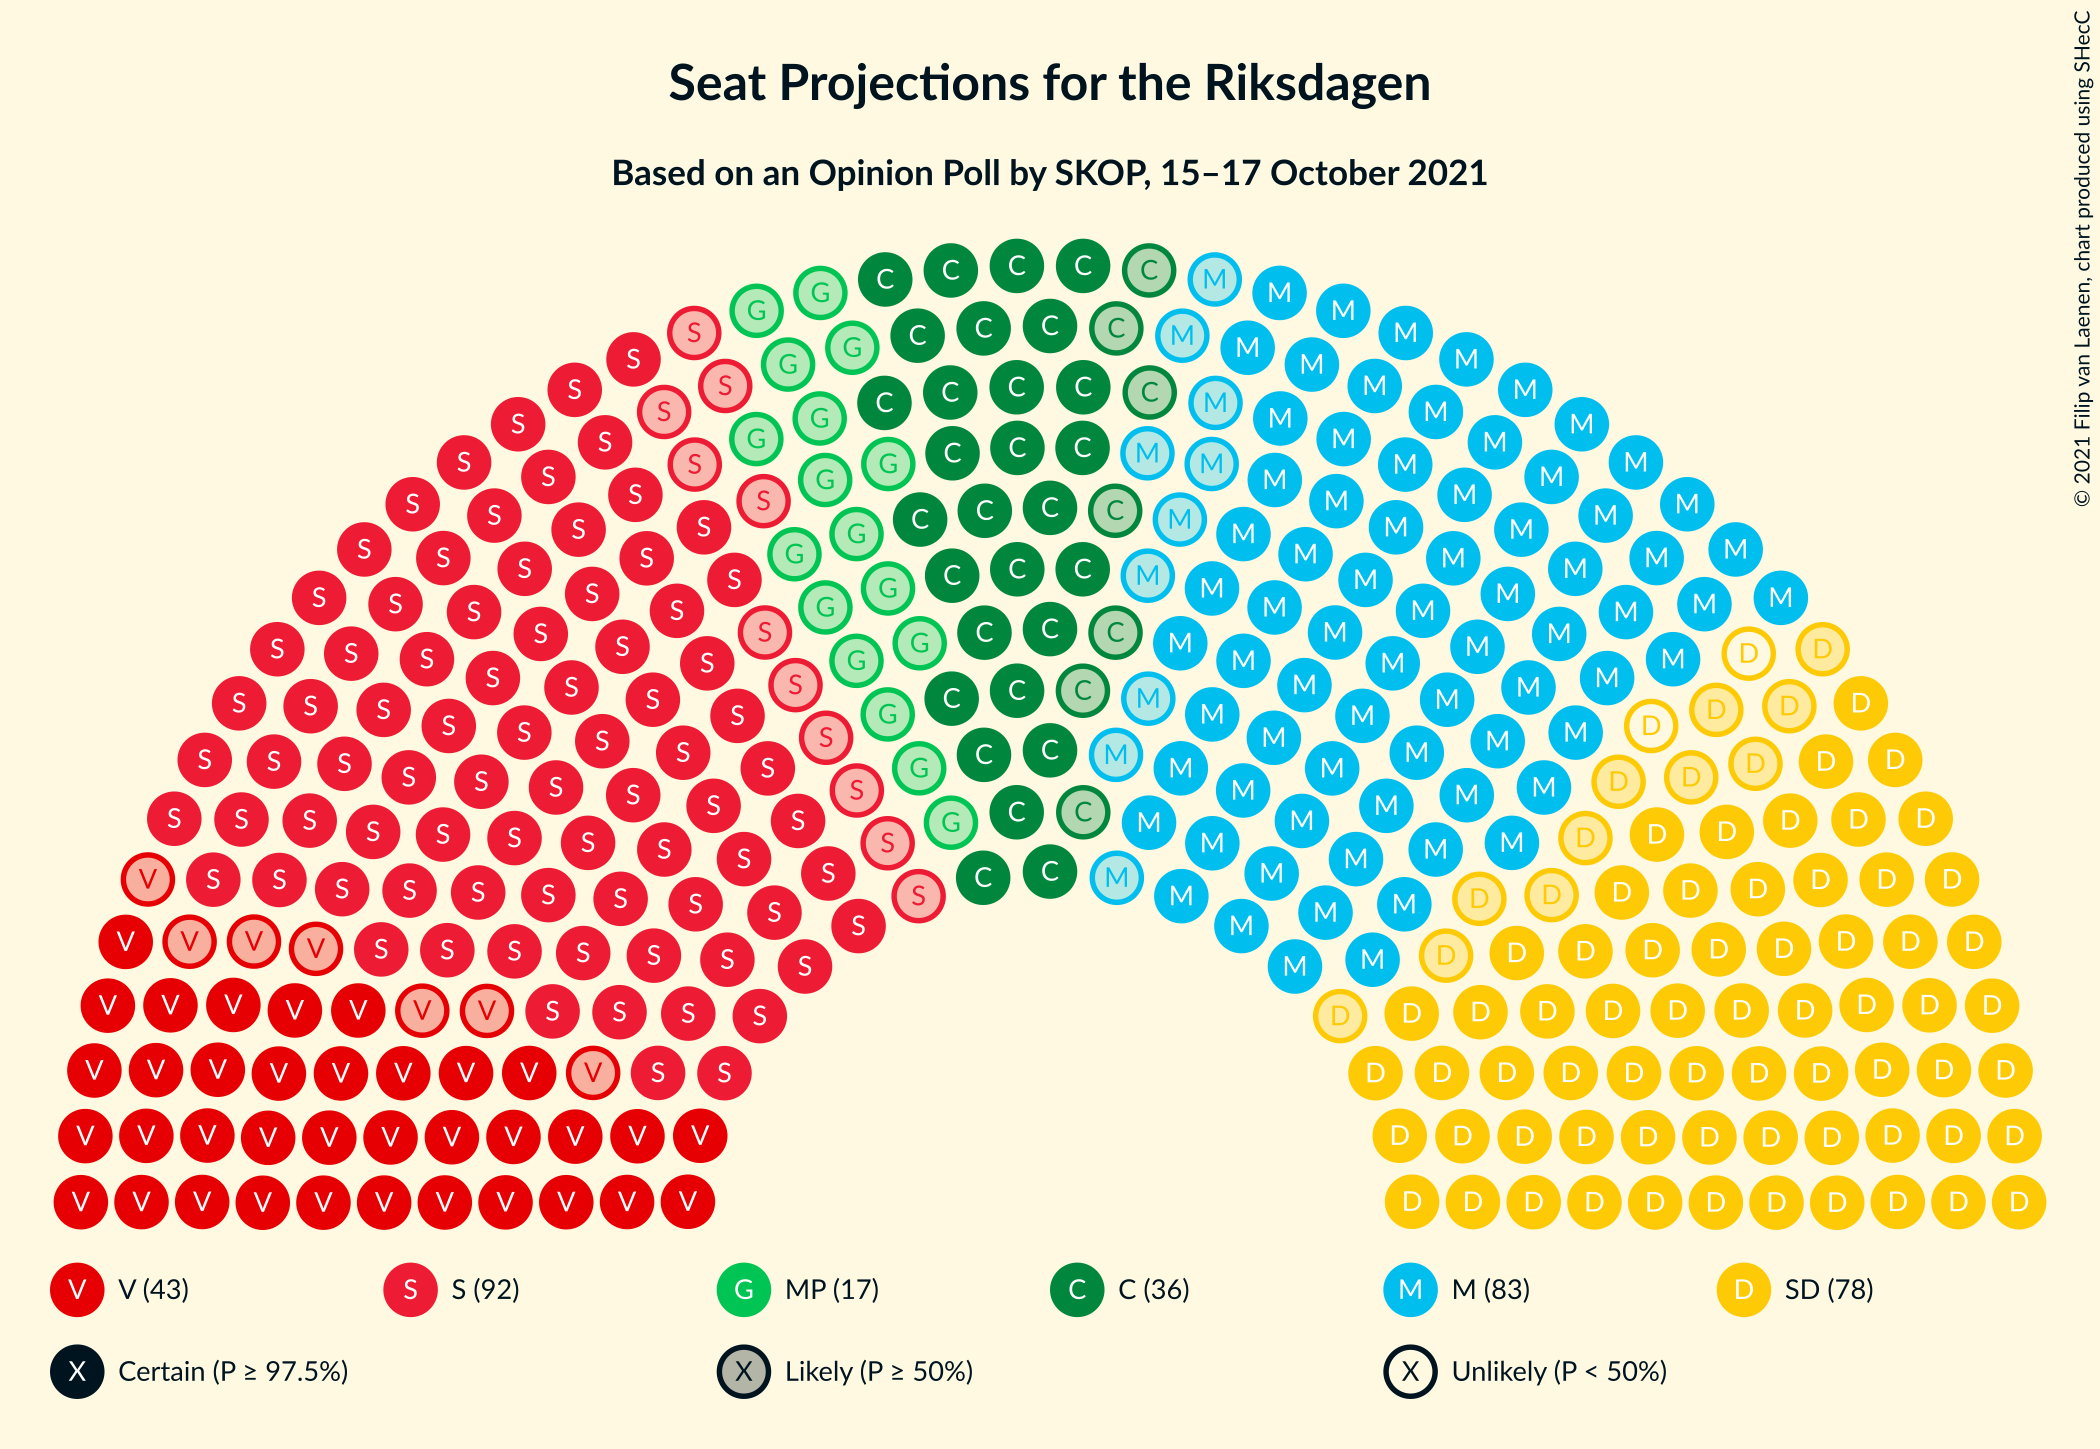 Seat Projections for the Riksdagen
Based on an Opinion Poll by SKOP, 15–17 October 2021
© 2021 Filip van Laenen, chart produced using SHecC
V V (43) S S (92) G MP (17) C C (36) M M (83) D SD (78)
X Certain (P ≥ 97.5%) X Likely (P ≥ 50%) X Unlikely (P < 50%)